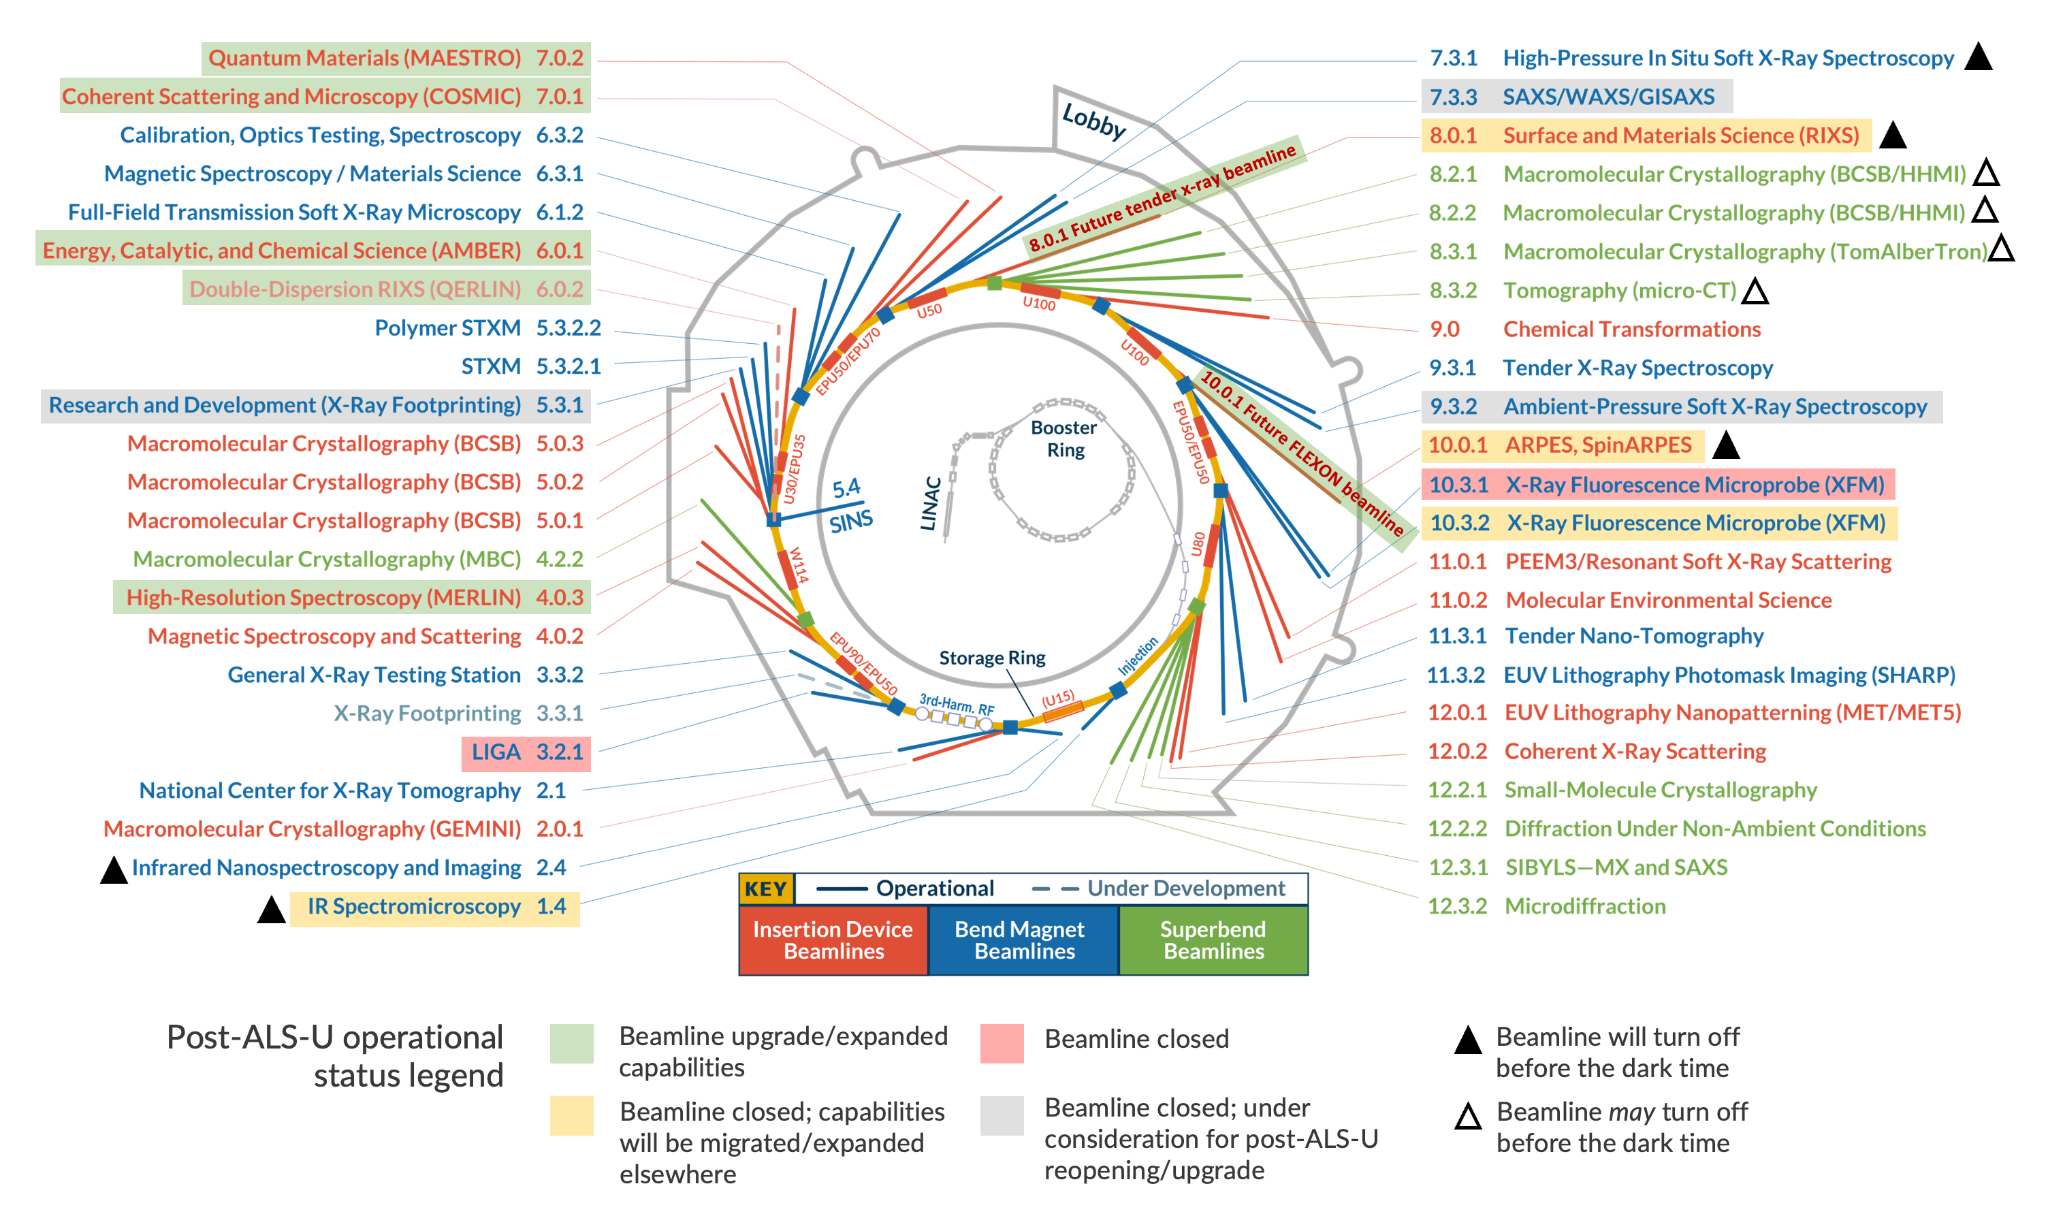 Quantum Materials (MAESTRO) 7.0.2
Coherent Scattering and Microscopy (COSMIC) 7.0.1
Calibration, Optics Testing, Spectroscopy 6.3.2
Magnetic Spectroscopy / Materials Science 6.3.1
Full-Field Transmission Soft X-Ray Microscopy 6.1.2
Energy, Catalytic, and Chemical Science (AMBER) 6.0.1
Double-Dispersion RIXS (QERLIN) 6.0.2
Polymer STXM 5.3.2.2
STXM 5.3.2.1
Research and Development (X-Ray Footprinting) 5.3.1
Macromolecular Crystallography (BCSB) 5.0.3
Macromolecular Crystallography (BCSB) 5.0.2
Macromolecular Crystallography (BCSB) 5.0.1
Macromolecular Crystallography (MBC) 4.2.2
High-Resolution Spectroscopy (MERLIN) 4.0.3
Magnetic Spectroscopy and Scattering 4.0.2
General X-Ray Testing Station 3.3.2
X-Ray Footprinting 3.3.1
LIGA 3.2.1
National Center for X-Ray Tomography 2.1
Macromolecular Crystallography (GEMINI) 2.0.1
Infrared Nanospectroscopy and Imaging 2.4
IR Spectromicroscopy 1.4
Lobby
8.0.1 Future tender x-ray beamline
U50
U100
U100
EPU50/EPU70
10.0.1 Future FLEXON beamline
EPU50/EPU50
U30/EPU35
Booster
Ring
LINAC
5.4
SINS
U80
W114
EPU90/EPU50
Storage Ring
Injection
3rd-Harm. RF
(U15)
7.3.1 High-Pressure In Situ Soft X-Ray Spectroscopy
7.3.3 SAXS/WAXS/GISAXS
8.0.1 Surface and Materials Science (RIXS)
8.2.1 Macromolecular Crystallography (BCSB/HHMI)
8.2.2 Macromolecular Crystallography (BCSB/HHMI)
8.3.1 Macromolecular Crystallography (TomAlberTron)
8.3.2 Tomography (micro-CT)
9.0 Chemical Transformations
9.3.1 Tender X-Ray Spectroscopy
9.3.2 Ambient-Pressure Soft X-Ray Spectroscopy
10.0.1 ARPES, SpinARPES
10.3.1 X-Ray Fluorescence Microprobe (XFM)
10.3.2 X-Ray Fluorescence Microprobe (XFM)
11.0.1 PEEM3/Resonant Soft X-Ray Scattering
11.0.2 Molecular Environmental Science
11.3.1 Tender Nano-Tomography
11.3.2 EUV Lithography Photomask Imaging (SHARP)
12.0.1 EUV Lithography Nanopatterning (MET/MET5)
12.0.2 Coherent X-Ray Scattering
12.2.1 Small-Molecule Crystallography
12.2.2 Diffraction Under Non-Ambient Conditions
12.3.1 SIBYLS—MX and SAXS
12.3.2 Microdiffraction
KEY Operational Under Development
Insertion Device
Beamlines
Bend Magnet
Beamlines
Superbend
Beamlines
Post-ALS-U operational
status legend
Beamline upgrade/expanded
capabilities
Beamline closed; capabilities
will be migrated/expanded
elsewhere
Beamline closed
Beamline closed; under
consideration for post-ALS-U
reopening/upgrade
Beamline will turn off
before the dark time
Beamline may turn off
before the dark time